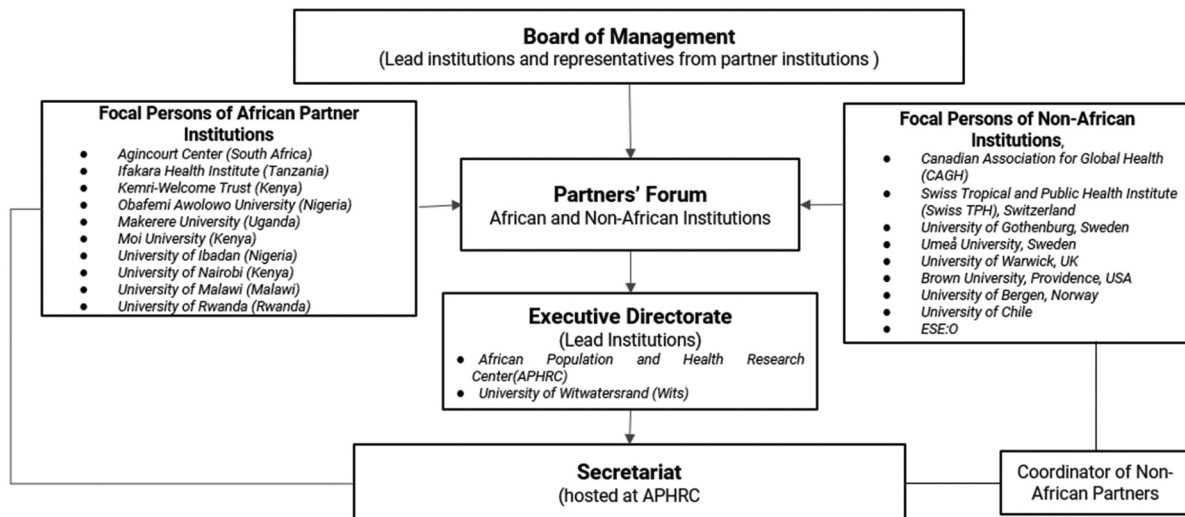 Board of Management
(Lead institutions and representatives from partner institutions )
Focal Persons of African Partner
Institutions
● Agincourt Center (South Africa)
● Ifakara Health Institute (Tanzania)
● Kemri-Welcome Trust (Kenya)
● Obafemi Awolowo University (Nigeria)
● Makerere University (Uganda)
● Moi University (Kenya)
● University of Ibadan (Nigeria)
● University of Nairobi (Kenya)
● University of Malawi (Malawi)
● University of Rwanda (Rwanda)
Partners’ Forum
African and Non-African Institutions
Focal Persons of Non-African
Institutions,
● Canadian Association for Global Health
(CAGH)
● Swiss Tropical and Public Health Institute
(Swiss TPH), Switzerland
● University of Gothenburg, Sweden
● Umeå University, Sweden
● University of Warwick, UK
● Brown University, Providence, USA
● University of Bergen, Norway
● University of Chile
● ESE:O
Executive Directorate
(Lead Institutions)
● African Population and Health Research
Center(APHRC)
● University of Witwatersrand (Wits)
Secretariat
(hosted at APHRC
Coordinator of Non-
African Partners